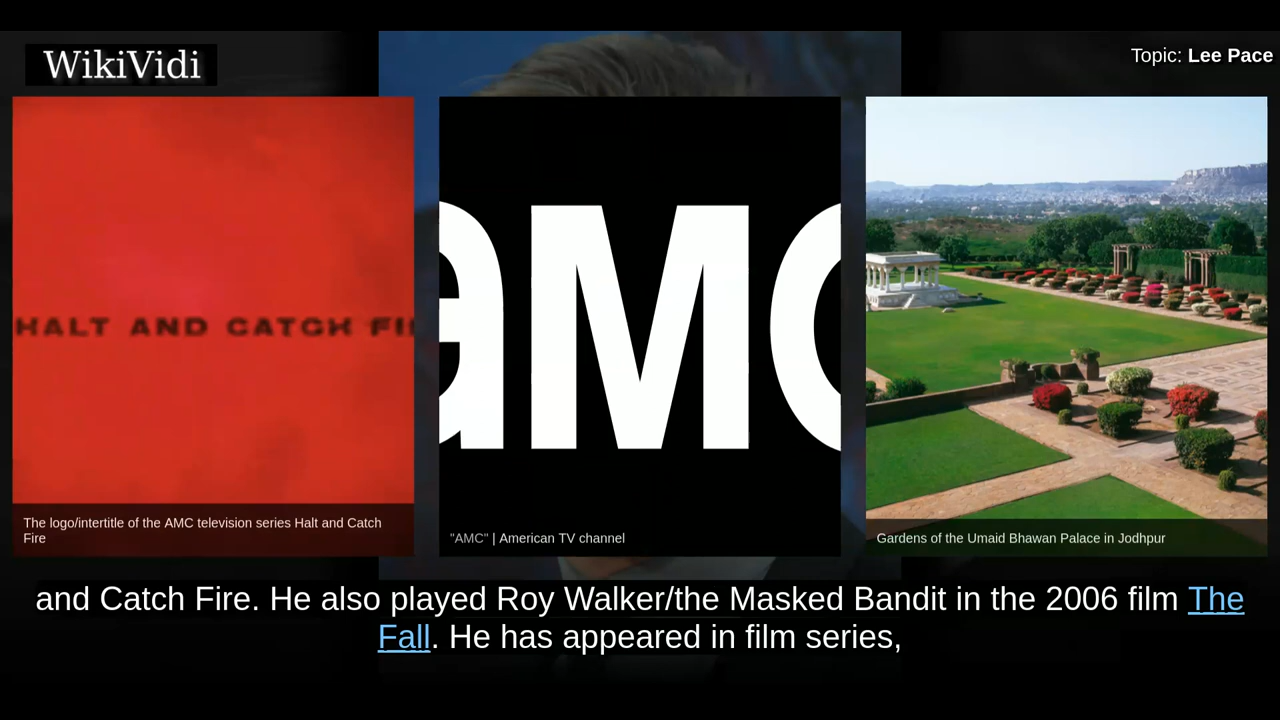 WikiVidi
Topic: Lee Pace
HALT AND CATCH FI
aMC
The logo/intertitle of the AMC television series Halt and Catch
Fire
"AMC" | American TV channel
Gardens of the Umaid Bhawan Palace in Jodhpur
and Catch Fire. He also played Roy Walker/the Masked Bandit in the 2006 film The
Fall. He has appeared in film series,